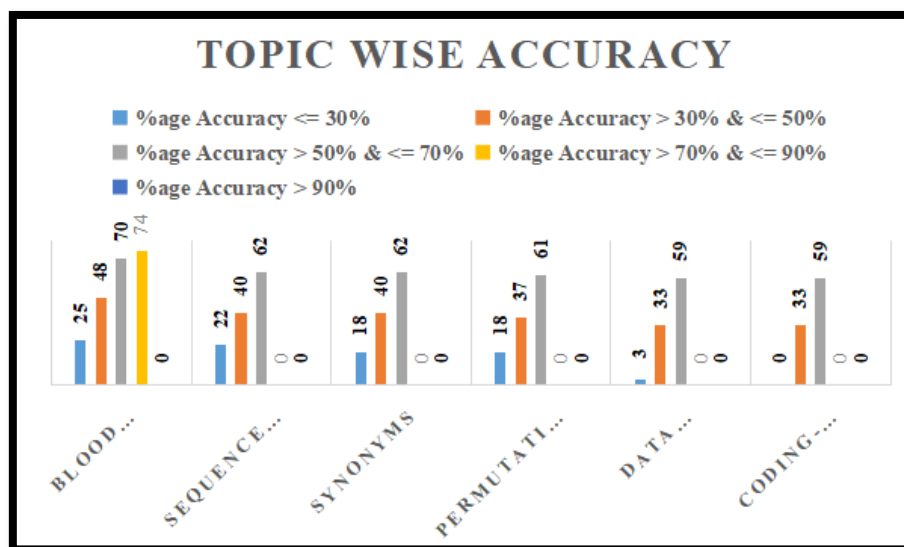 TOPIC WISE ACCURACY
%age Accuracy <= 30%
%age Accuracy > 30% & <= 50%
%age Accuracy > 50% & <= 70%
%age Accuracy > 70% & <= 90%
%age Accuracy > 90%
25 48 70 74 0
22 40 62 0 0
18 40 62 0 0
18 37 61 0 0
3 33 59 0 0
0 33 59 0 0
BLOOD...
SEQUENCE...
SYNONYMS
PERMUTATI...
DATA...
CODING-...